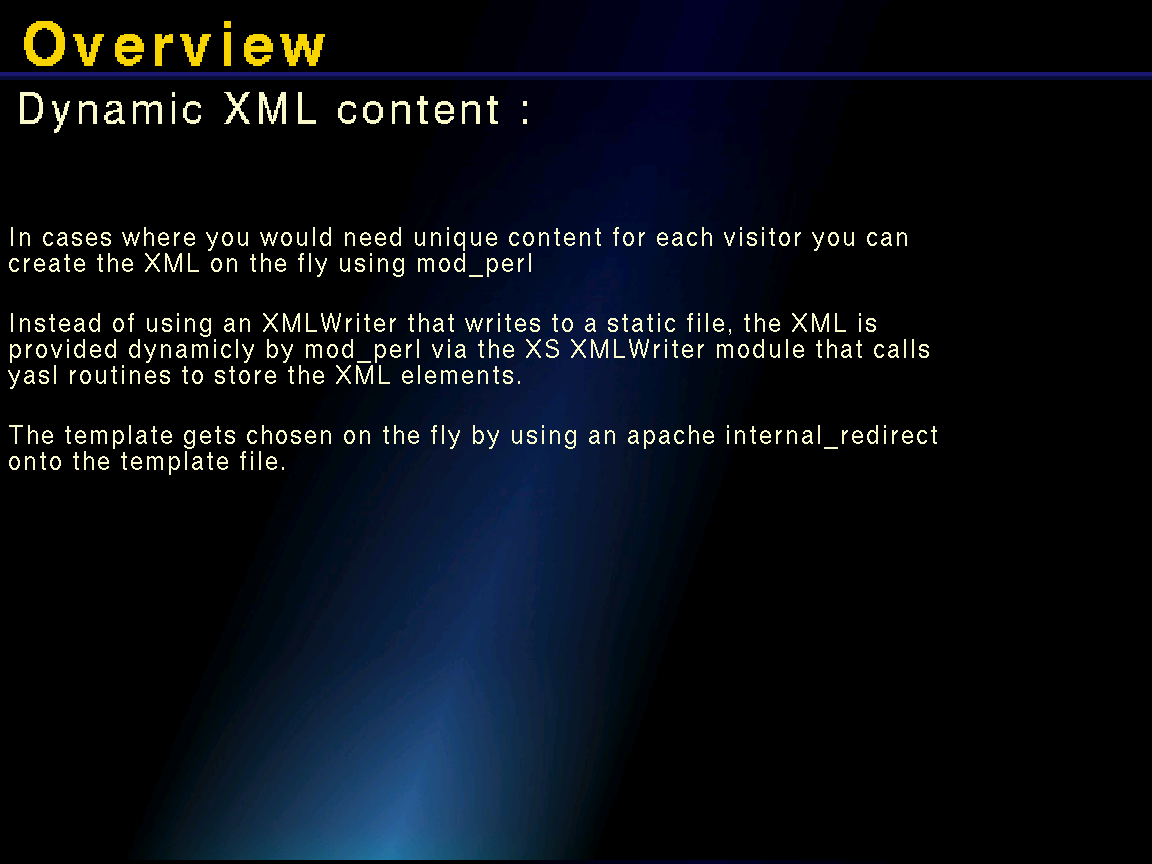 Overview
Dynamic XML content :
In cases where you would need unique content for each visitor you can
create the XML on the fly using mod_perl
Instead of using an XMLWriter that writes to a static file, the XML is
provided dynamicly by mod_perl via the XS XMLWriter module that calls
yasl routines to store the XML elements.
The template gets chosen on the fly by using an apache internal_redirect
onto the template file.